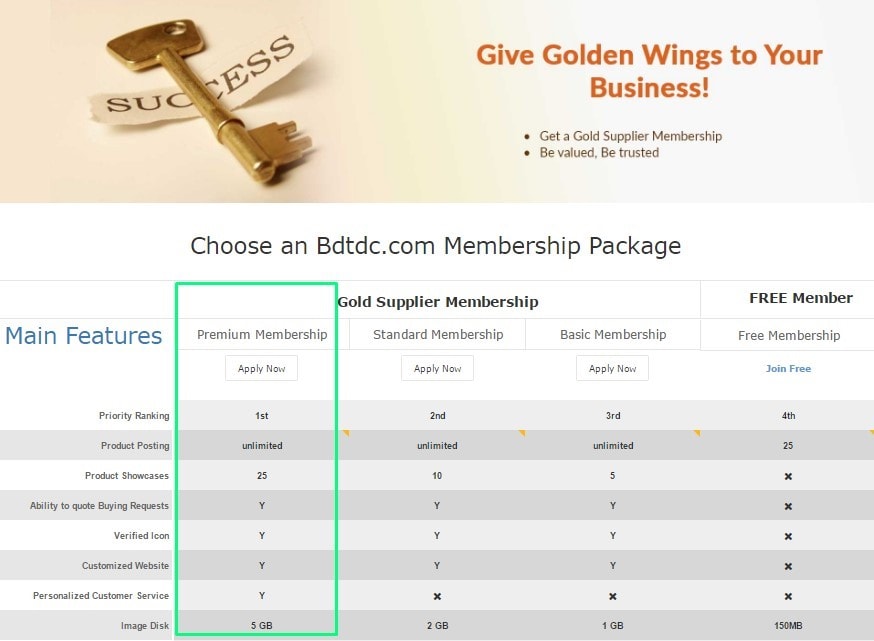 SUCCESS
Give Golden Wings to Your
Business!
• Get a Gold Supplier Membership
• Be valued, Be trusted
Choose an Bdtdc.com Membership Package
Gold Supplier Membership FREE Member
Main Features Premium Membership Standard Membership Basic Membership Free Membership
Apply Now Apply Now Apply Now Join Free
Priority Ranking 1st 2nd 3rd 4th
Product Posting unlimited unlimited unlimited 25
Product Showcases 25 10 5 ✖
Ability to quote Buying Requests Y Y Y ✖
Verified Icon Y Y Y ✖
Customized Website Y Y Y ✖
Personalized Customer Service Y ✖ ✖ ✖
Image Disk 5 GB 2 GB 1 GB 150MB